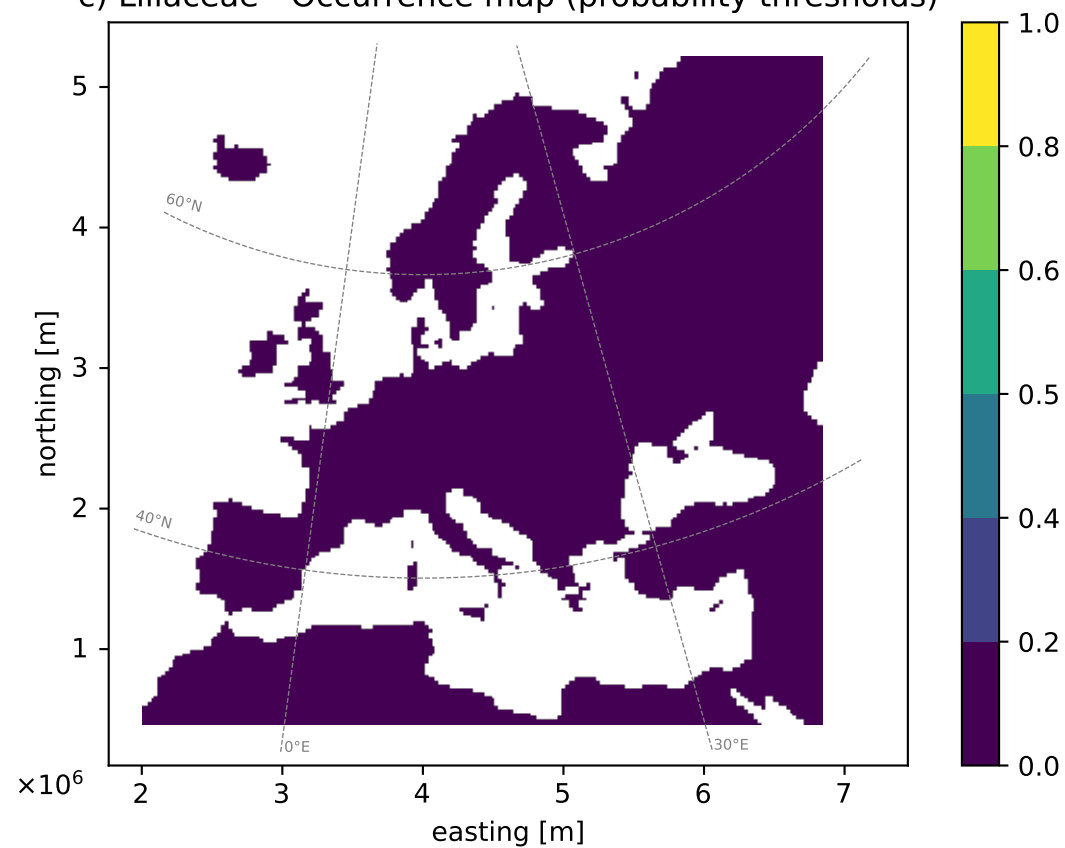 c) Liliaceae - Occurrence map (probability thresholds)
1.0
0.8
0.6
0.5
0.4
0.2
0.0
5
4
3
2
1
northing [m]
60°N
40°N
0°E
30°E
×10⁶
2 3 4 5 6 7
easting [m]